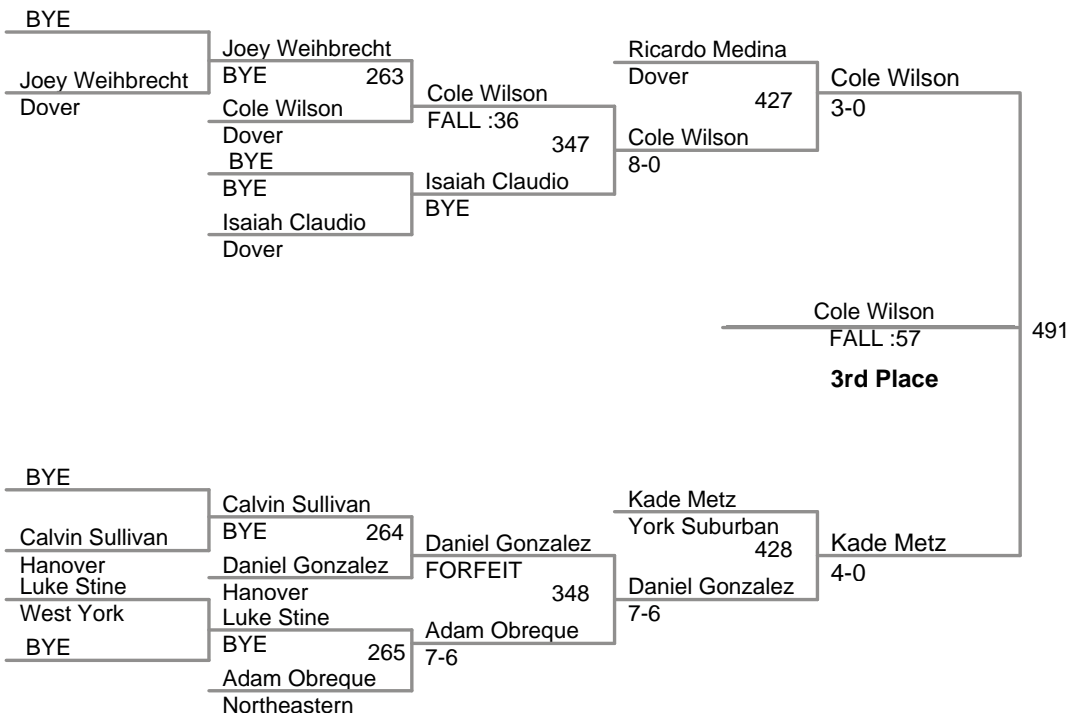 BYE
Joey Weihbrecht
Dover
Joey Weihbrecht
BYE 263
Cole Wilson
Dover
BYE
BYE
Isaiah Claudio
Dover
Cole Wilson
FALL :36
347
Isaiah Claudio
BYE
Ricardo Medina
Dover
427
Cole Wilson
8-0
Cole Wilson
3-0
Cole Wilson
FALL :57
491
3rd Place
BYE
Calvin Sullivan
Hanover
Luke Stine
West York
BYE
Calvin Sullivan
BYE 264
Daniel Gonzalez
Hanover
Luke Stine
BYE 265
Adam Obreque
Northeastern
Daniel Gonzalez
FORFEIT
348
Adam Obreque
7-6
Kade Metz
York Suburban
428
Daniel Gonzalez
7-6
Kade Metz
4-0